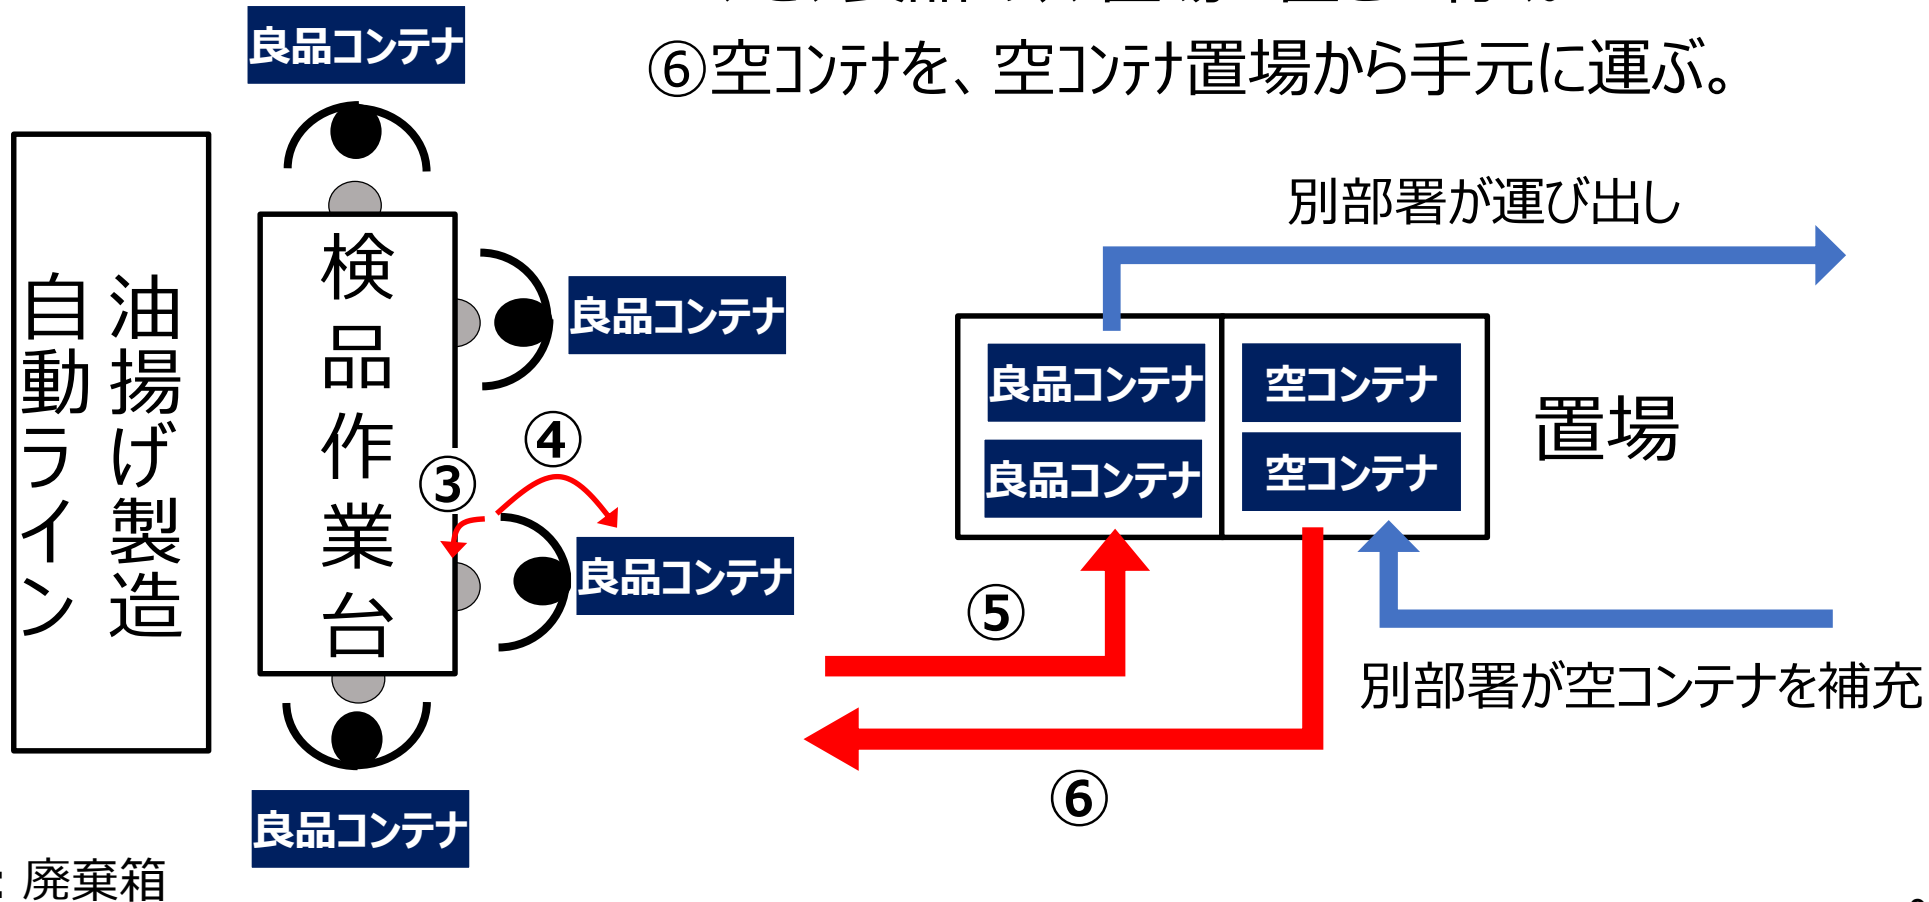 ⑥空コンテナを、空コンテナ置場から手元に運ぶ。
良品コンテナ
油揚げ製造
自動ライン
検品作業台
良品コンテナ
③
④
良品コンテナ
良品コンテナ
別部署が運び出し
良品コンテナ
空コンテナ
良品コンテナ
空コンテナ
置場
⑤
⑥
別部署が空コンテナを補充
: 廃棄箱